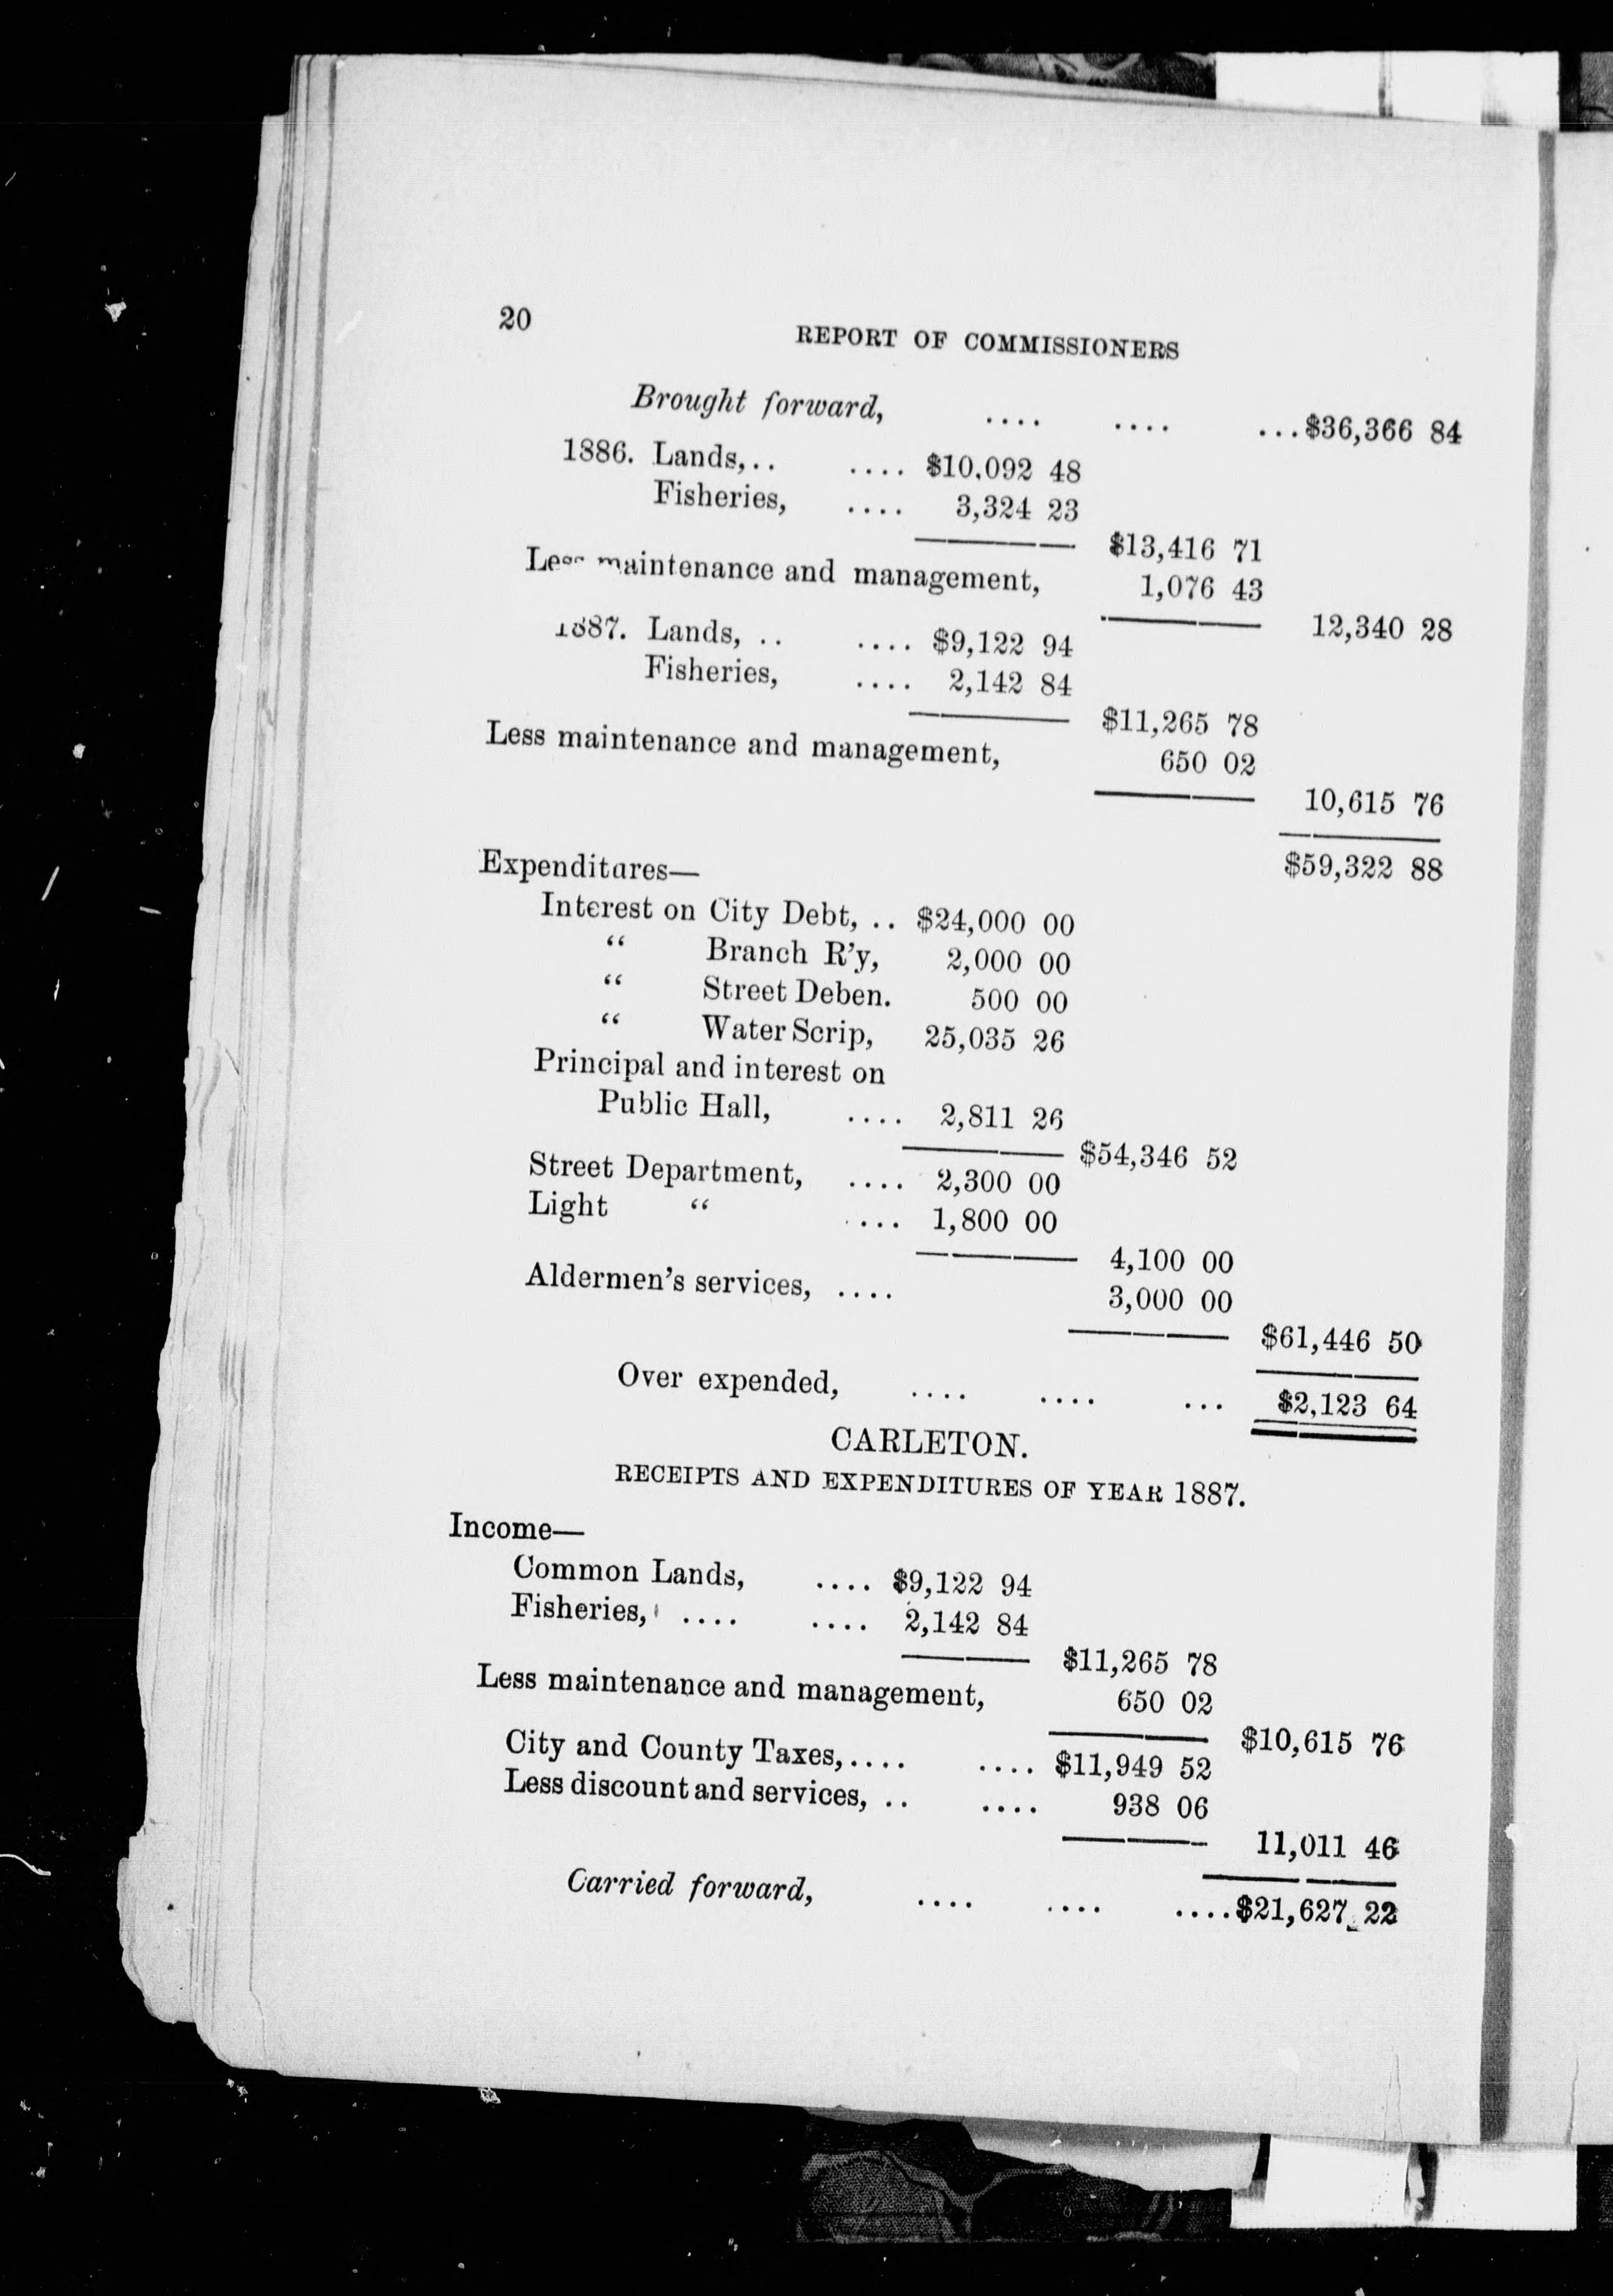 20
REPORT OF COMMISSIONERS
Brought forward, .... .... ...$36,366 84
1886. Lands,.. .... $10,092 48
Fisheries, .... 3,324 23
$13,416 71
Less maintenance and management, 1,076 43
12,340 28
1887. Lands, .. .... $9,122 94
Fisheries, .... 2,142 84
$11,265 78
Less maintenance and management, 650 02
10,615 76
$59,322 88
Expenditures—
Interest on City Debt, .. $24,000 00
“ Branch R’y, 2,000 00
“ Street Deben. 500 00
“ Water Scrip, 25,035 26
Principal and interest on
Public Hall, .... 2,811 26
$54,346 52
Street Department, .... 2,300 00
Light “ .... 1,800 00
4,100 00
Aldermen’s services, .... 3,000 00
$61,446 50
Over expended, .... .... ... $2,123 64
CARLETON.
RECEIPTS AND EXPENDITURES OF YEAR 1887.
Income—
Common Lands, .... $9,122 94
Fisheries, .... .... 2,142 84
$11,265 78
Less maintenance and management, 650 02
$10,615 76
City and County Taxes,.... .... $11,949 52
Less discount and services, .. .... 938 06
11,011 46
Carried forward, .... .... ....$21,627 22